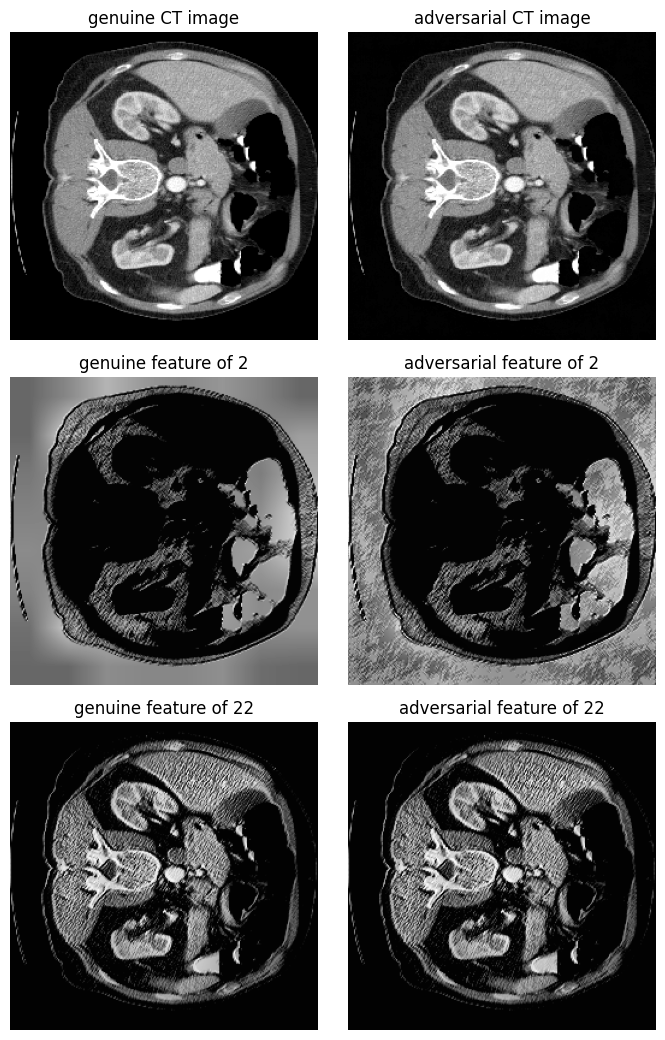 genuine CT image
adversarial CT image
genuine feature of 2
adversarial feature of 2
genuine feature of 22
adversarial feature of 22